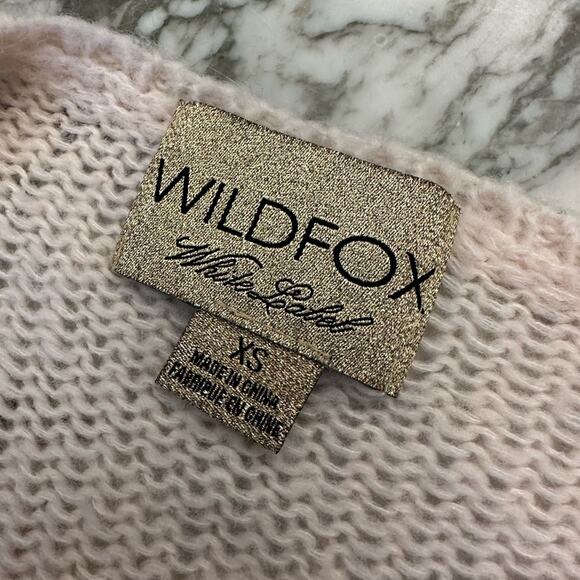 WILDFOX
White Label
XS
MADE IN CHINA
FABRIQUE EN CHINE